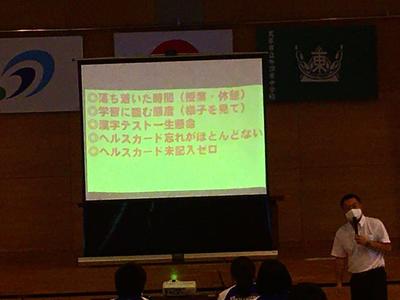 ◎落ち着いた時間（授業・休憩）
◎学習に臨む態度（様子を見て）
◎漢字テスト一生懸命
◎ヘルスカード忘れがほとんどない
◎ヘルスカード未記入ゼロ
東